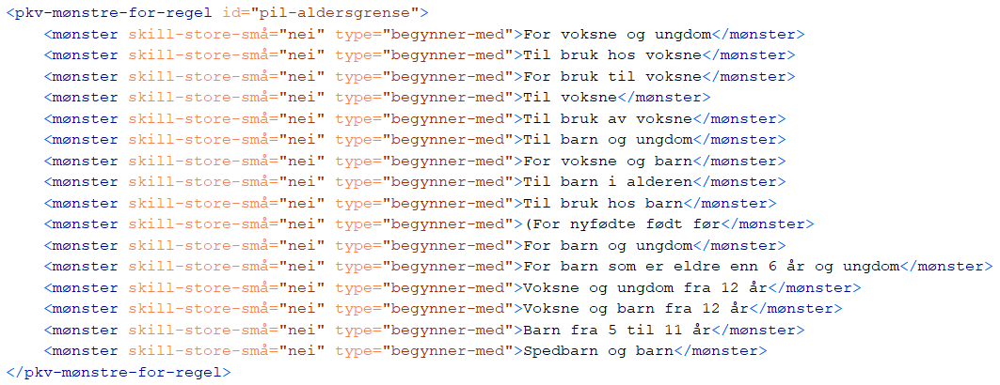 <pkv-mønstre-for-regel id="pil-aldersgrense">
    <mønster skill-store-små="nei" type="begynner-med">For voksne og ungdom</mønster>
    <mønster skill-store-små="nei" type="begynner-med">Til bruk hos voksne</mønster>
    <mønster skill-store-små="nei" type="begynner-med">For bruk til voksne</mønster>
    <mønster skill-store-små="nei" type="begynner-med">Til voksne</mønster>
    <mønster skill-store-små="nei" type="begynner-med">Til bruk av voksne</mønster>
    <mønster skill-store-små="nei" type="begynner-med">Til barn og ungdom</mønster>
    <mønster skill-store-små="nei" type="begynner-med">For voksne og barn</mønster>
    <mønster skill-store-små="nei" type="begynner-med">Til barn i alderen</mønster>
    <mønster skill-store-små="nei" type="begynner-med">Til bruk hos barn</mønster>
    <mønster skill-store-små="nei" type="begynner-med">(For nyfødte født før</mønster>
    <mønster skill-store-små="nei" type="begynner-med">For barn og ungdom</mønster>
    <mønster skill-store-små="nei" type="begynner-med">For barn som er eldre enn 6 år og ungdom</mønster>
    <mønster skill-store-små="nei" type="begynner-med">Voksne og ungdom fra 12 år</mønster>
    <mønster skill-store-små="nei" type="begynner-med">Voksne og barn fra 12 år</mønster>
    <mønster skill-store-små="nei" type="begynner-med">Barn fra 5 til 11 år</mønster>
    <mønster skill-store-små="nei" type="begynner-med">Spedbarn og barn</mønster>
</pkv-mønstre-for-regel>